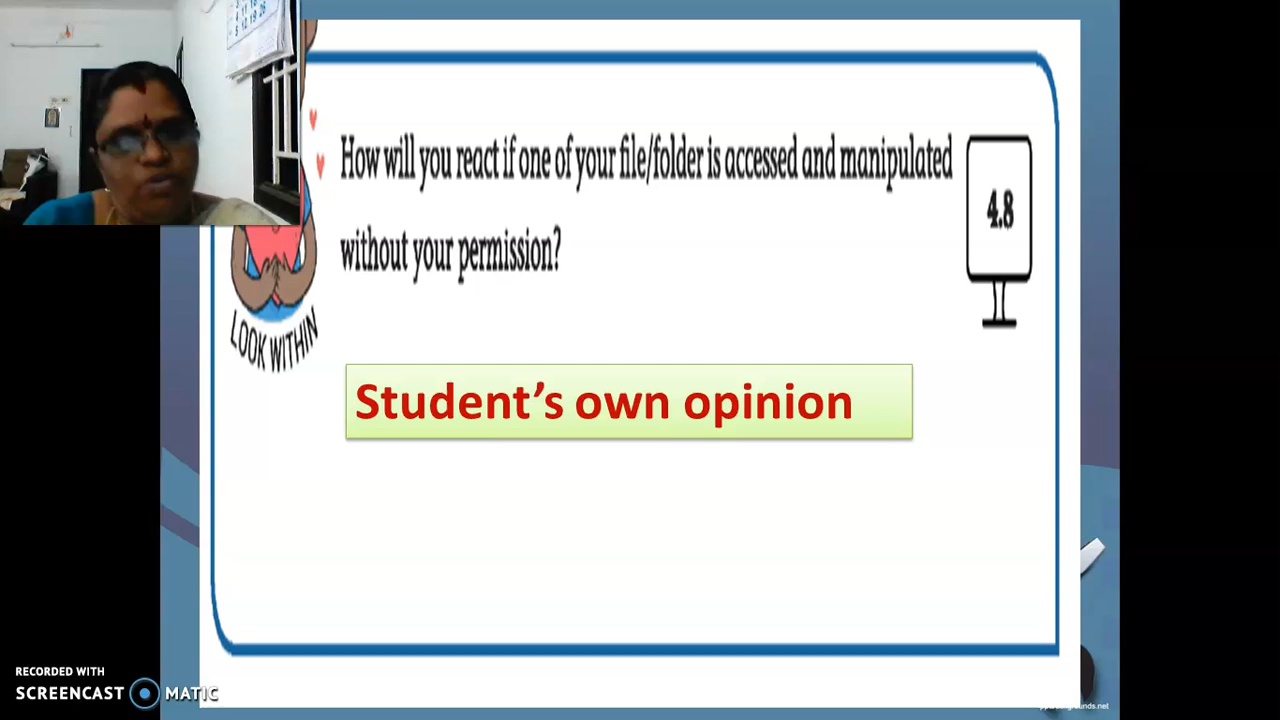 How will you react if one of your file/folder is accessed and manipulated
without your permission?
4.8
LOOK WITHIN
Student's own opinion
RECORDED WITH
SCREENCAST MATIC